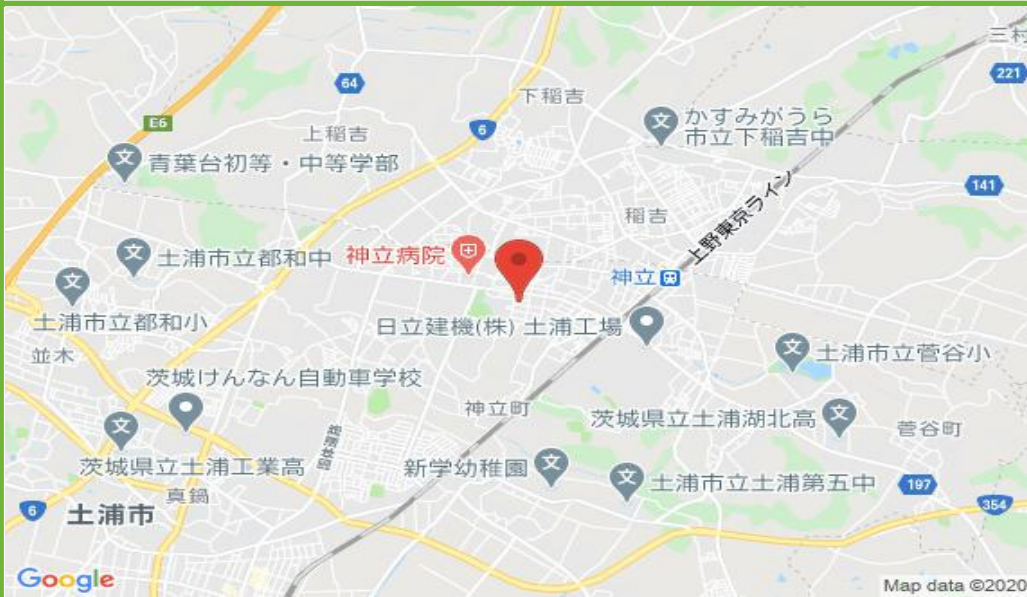 三村
221
64
下稲吉
かすみがうら
市立下稲吉中
E6
6
上稲吉
青葉台初等・中等学部
141
上野東京ライン
稲吉
土浦市立都和中
神立病院
神立
土浦市立都和小
日立建機(株) 土浦工場
並木
土浦市立菅谷小
茨城けんなん自動車学校
神立町
茨城県立土浦湖北高
菅谷町
茨城県立土浦工業高
新学幼稚園
土浦市立土浦第五中
197
真鍋
354
6
土浦市
Google
Map data ©2020